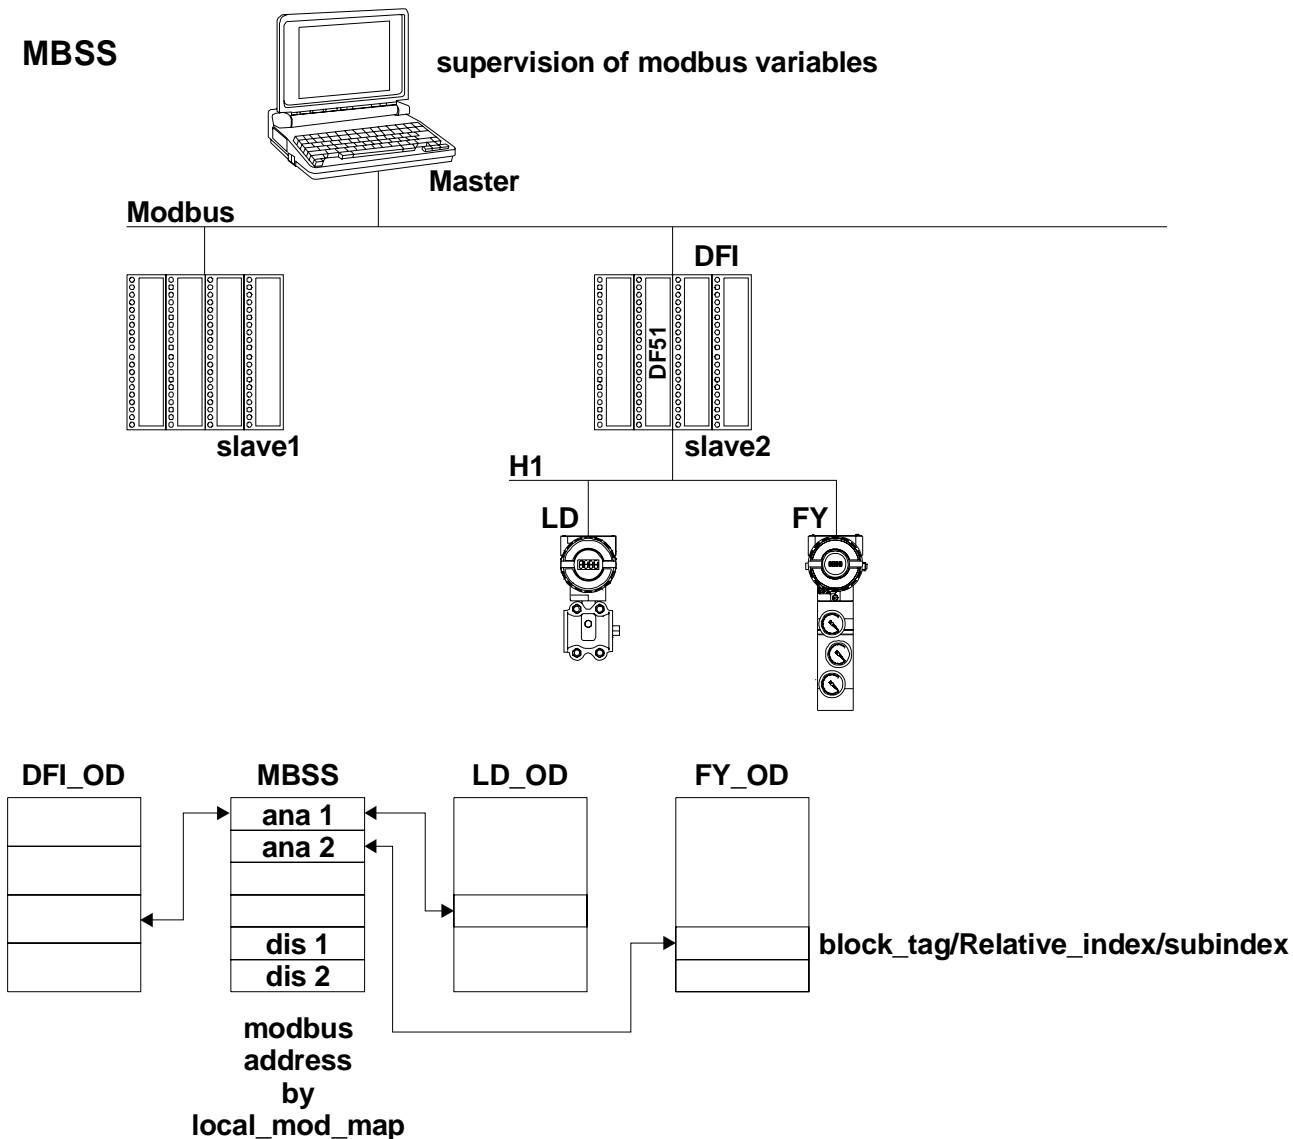 MBSS
supervision of modbus variables
Master
Modbus
DFI
DF51
slave1
slave2
H1
LD
FY
DFI_OD
MBSS
LD_OD
FY_OD
ana 1
ana 2
dis 1
dis 2
block_tag/Relative_index/subindex
modbus
address
by
local_mod_map